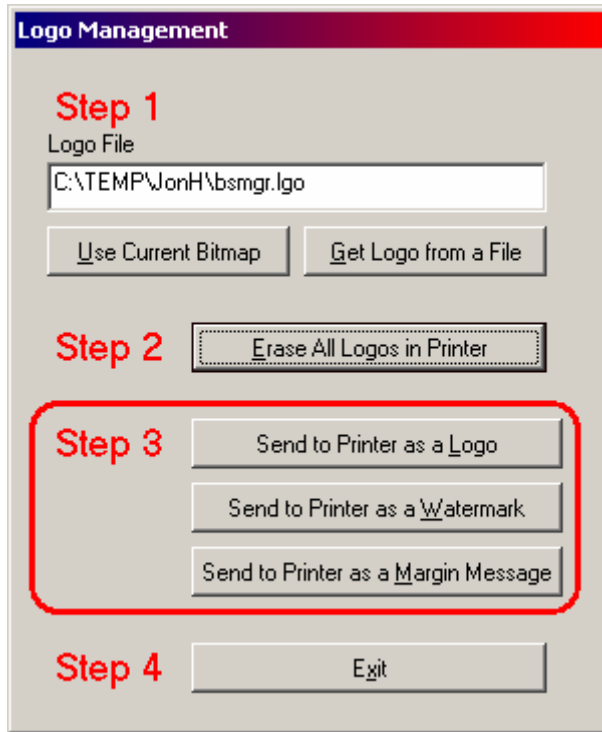 Logo Management
Step 1
Logo File
C:\TEMP\JonH\bsmgr.lgo
Use Current Bitmap Get Logo from a File
Step 2 Erase All Logos in Printer
Step 3 Send to Printer as a Logo
Send to Printer as a Watermark
Send to Printer as a Margin Message
Step 4 Exit